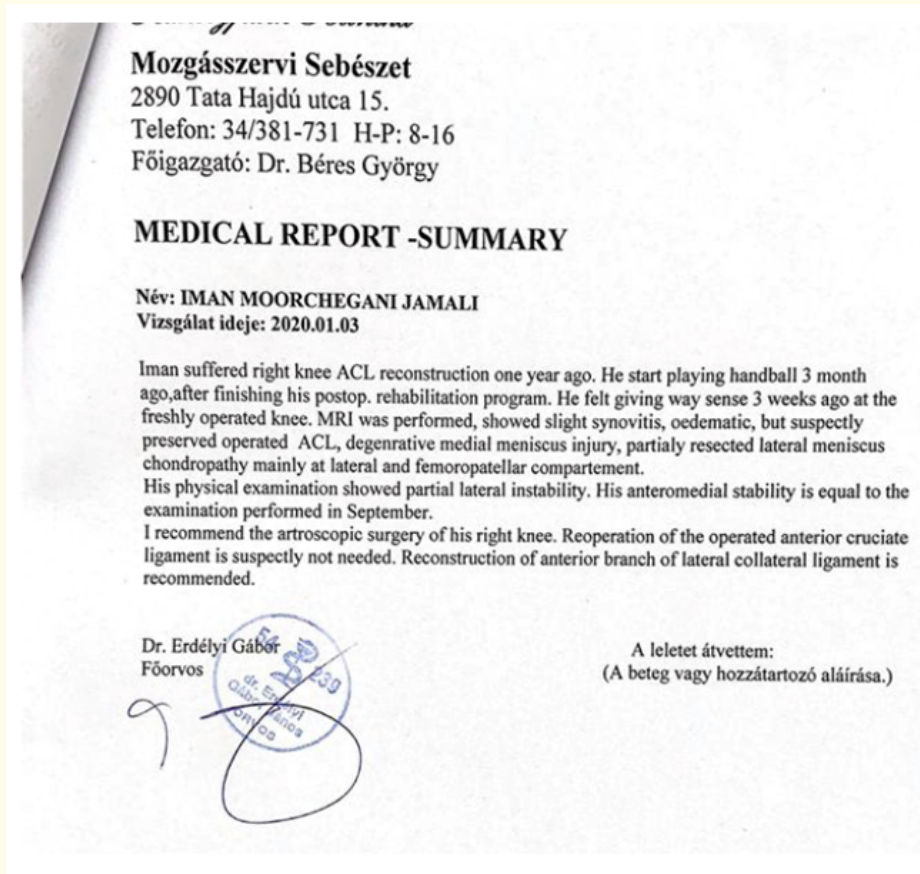 Mozgásszervi Sebészet
2890 Tata Hajdú utca 15.
Telefon: 34/381-731 H-P: 8-16
Főigazgató: Dr. Béres György
MEDICAL REPORT -SUMMARY
Név: IMAN MOORCHEGANI JAMALI
Vizsgálat ideje: 2020.01.03
Iman suffered right knee ACL reconstruction one year ago. He start playing handball 3 month
ago,after finishing his postop. rehabilitation program. He felt giving way sense 3 weeks ago at the
freshly operated knee. MRI was performed, showed slight synovitis, oedematic, but suspectly
preserved operated ACL, degenrative medial meniscus injury, partialy resected lateral meniscus
chondropathy mainly at lateral and femoropatellar compartement.
His physical examination showed partial lateral instability. His anteromedial stability is equal to the
examination performed in September.
I recommend the artroscopic surgery of his right knee. Reoperation of the operated anterior cruciate
ligament is suspectly not needed. Reconstruction of anterior branch of lateral collateral ligament is
recommended.
Dr. Erdélyi Gábor
Főorvos
dr. Erdélyi
Gábor János
ORVOS
A leletet átvettem:
(A beteg vagy hozzátartozó aláírása.)